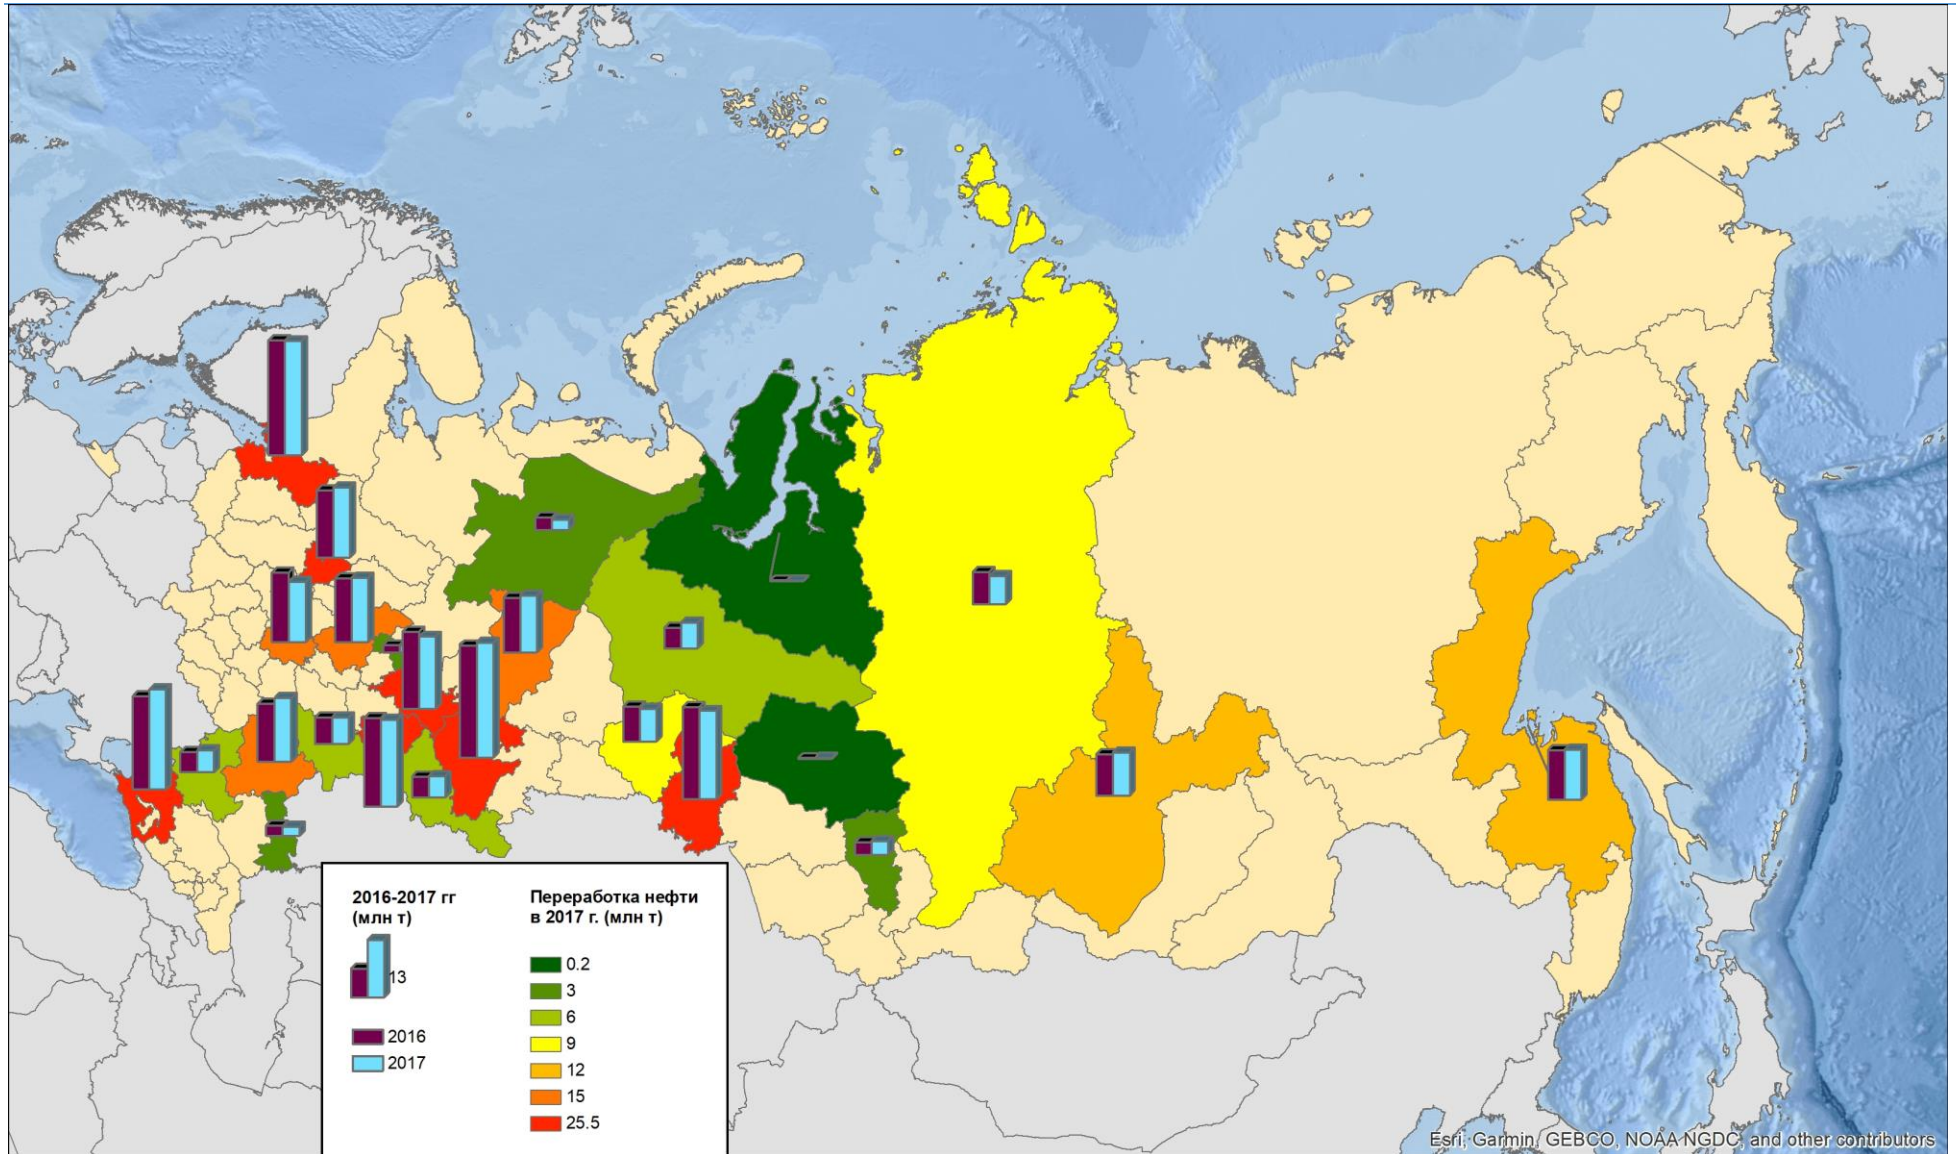 2016-2017 гг
(млн т)
13
2016
2017
Переработка нефти
в 2017 г. (млн т)
0.2
3
6
9
12
15
25.5
Esri, Garmin, GEBCO, NOAA NGDC, and other contributors